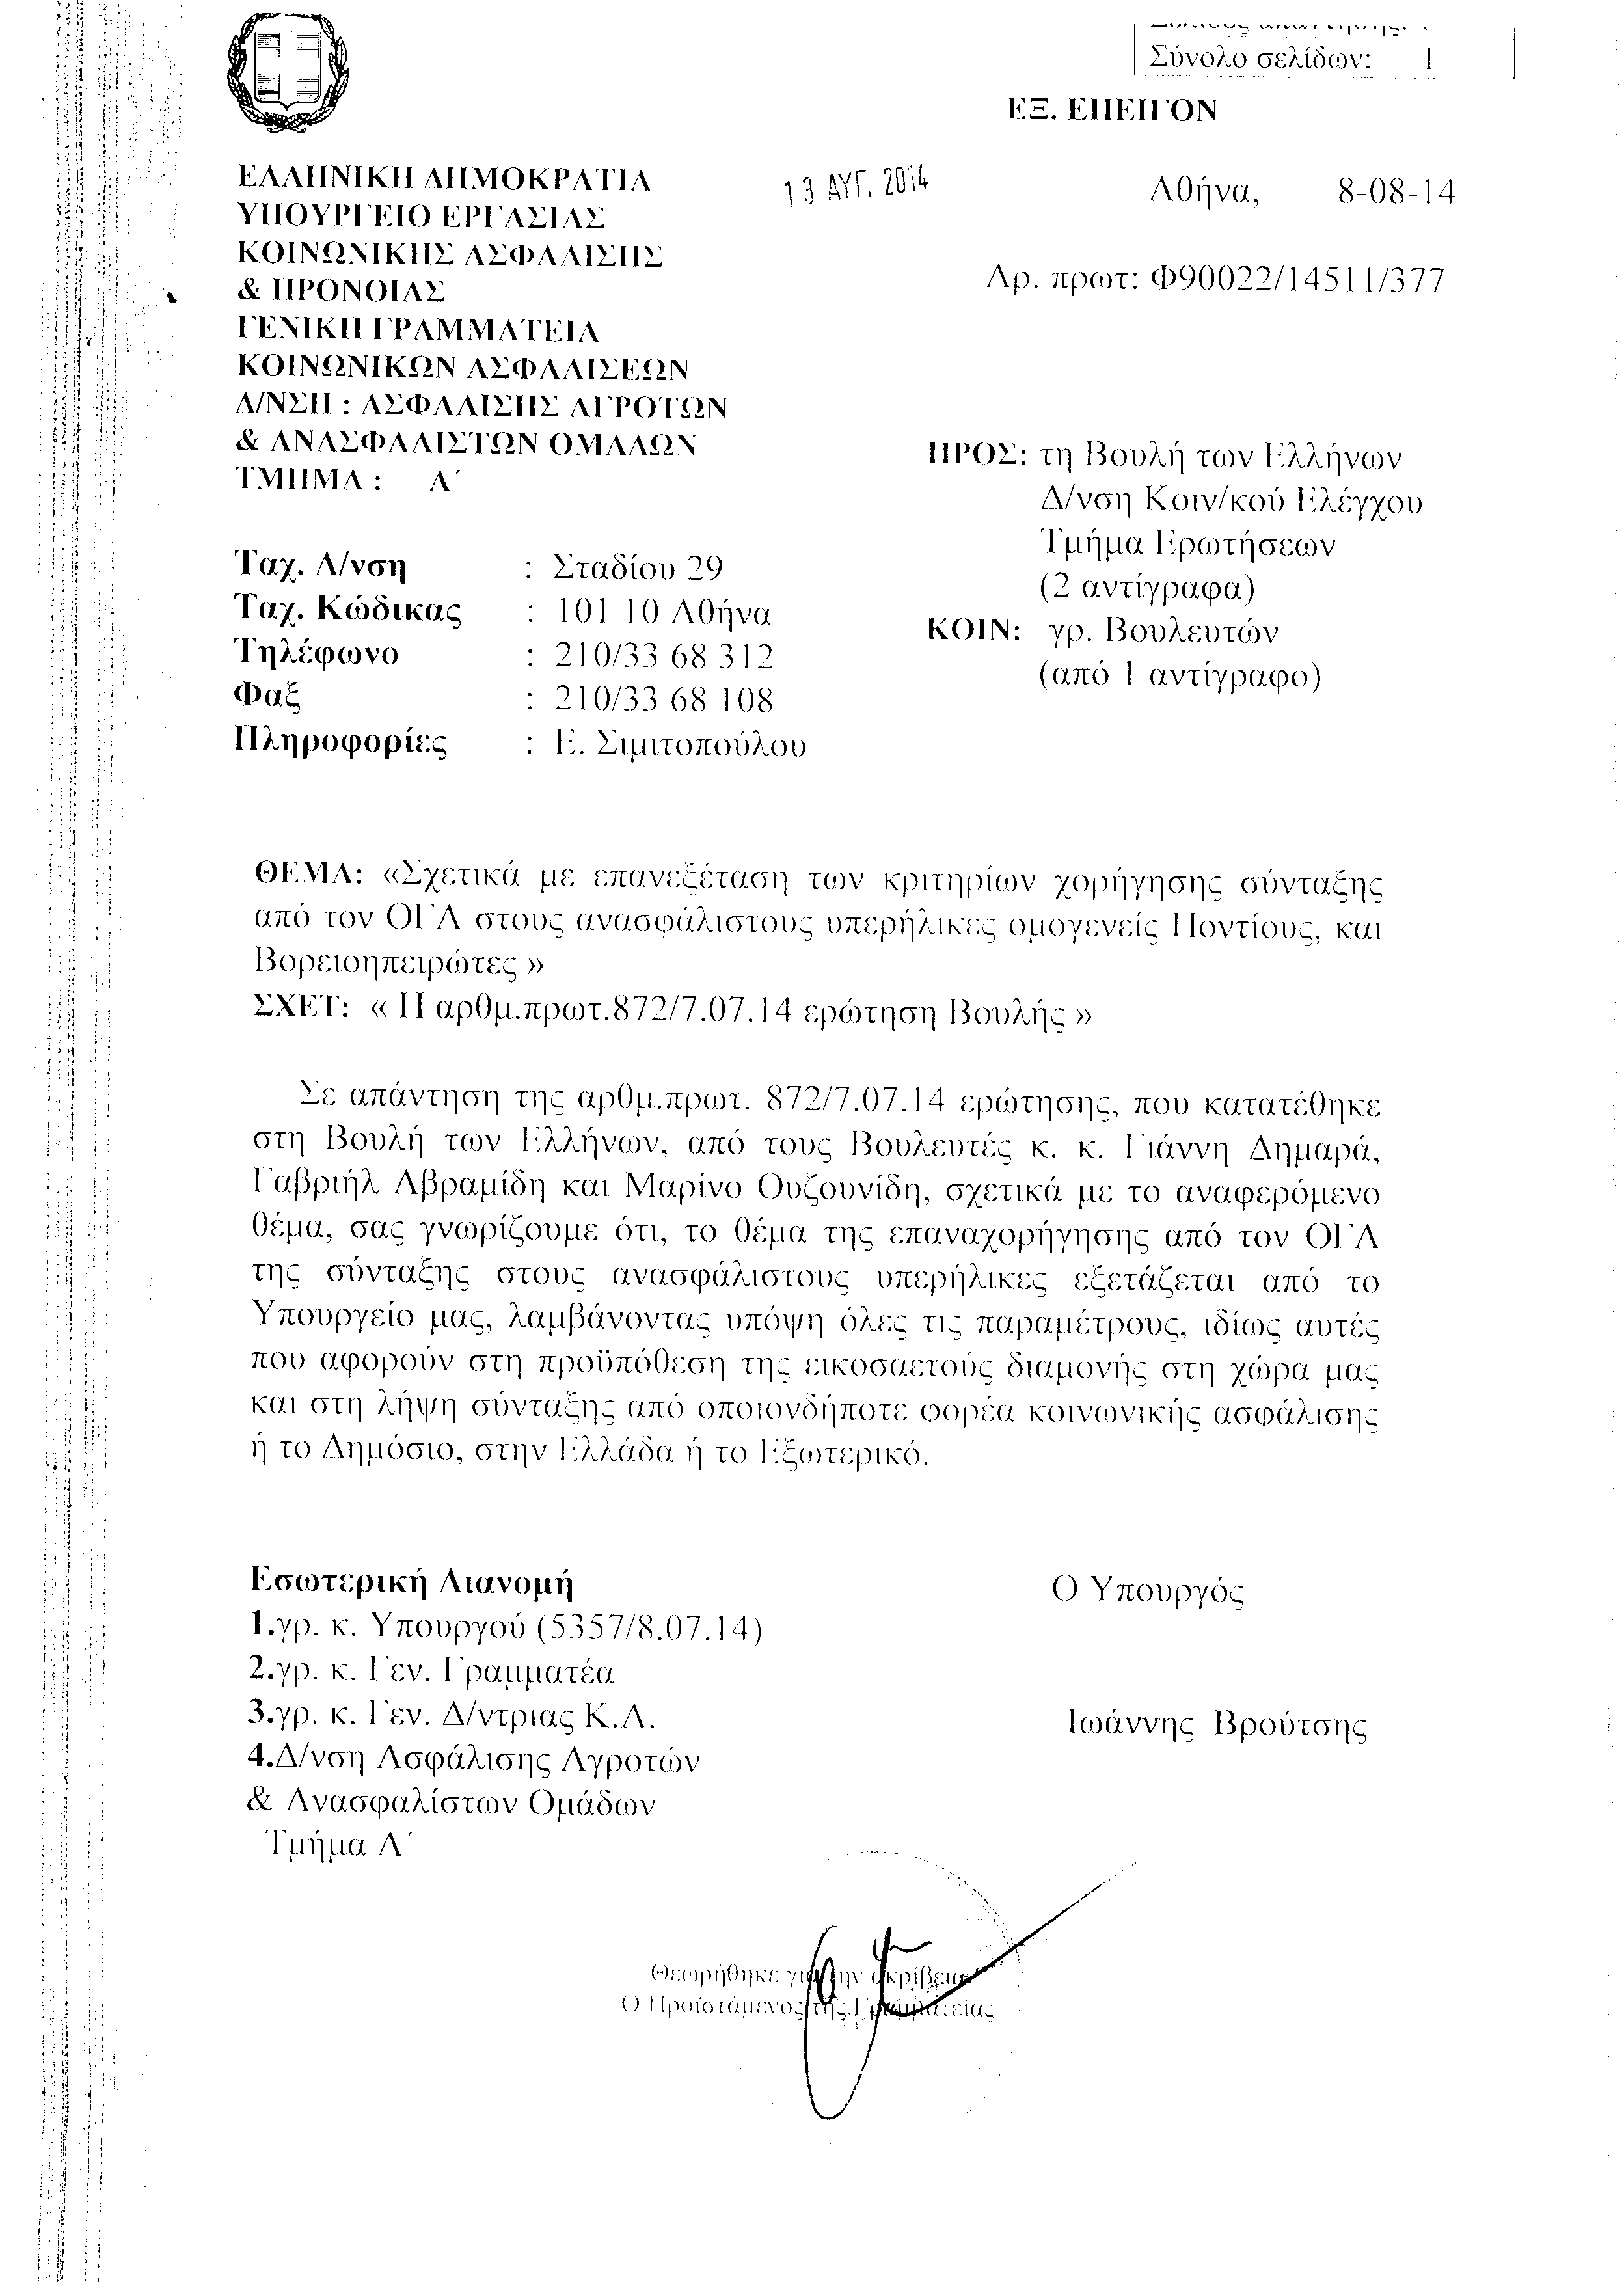 Σύνολο σελίδων: 1
ΕΞ. ΕΠΕΙΓΟΝ
ΕΛΛΗΝΙΚΗ ΔΗΜΟΚΡΑΤΙΑ
ΥΠΟΥΡΓΕΙΟ ΕΡΓΑΣΙΑΣ
ΚΟΙΝΩΝΙΚΗΣ ΑΣΦΑΛΙΣΗΣ
& ΠΡΟΝΟΙΑΣ
ΓΕΝΙΚΗ ΓΡΑΜΜΑΤΕΙΑ
ΚΟΙΝΩΝΙΚΩΝ ΑΣΦΑΛΙΣΕΩΝ
Δ/ΝΣΗ : ΑΣΦΑΛΙΣΗΣ ΑΓΡΟΤΩΝ
& ΑΝΑΣΦΑΛΙΣΤΩΝ ΟΜΑΔΩΝ
ΤΜΗΜΑ : Α΄
13 ΑΥΓ. 2014
Αθήνα, 8-08-14
Αρ. πρωτ: Φ90022/14511/377
Ταχ. Δ/νση : Σταδίου 29
Ταχ. Κώδικας : 101 10 Αθήνα
Τηλέφωνο : 210/33 68 312
Φαξ : 210/33 68 108
Πληροφορίες : Ε. Σιμιτοπούλου
ΠΡΟΣ: τη Βουλή των Ελλήνων
Δ/νση Κοιν/κού Ελέγχου
Τμήμα Ερωτήσεων
(2 αντίγραφα)
ΚΟΙΝ: γρ. Βουλευτών
(από 1 αντίγραφο)
ΘΕΜΑ: «Σχετικά με επανεξέταση των κριτηρίων χορήγησης σύνταξης
από τον ΟΓΑ στους ανασφάλιστους υπερήλικες ομογενείς Ποντίους, και
Βορειοηπειρώτες »
ΣΧΕΤ: « Η αρθμ.πρωτ.872/7.07.14 ερώτηση Βουλής »
Σε απάντηση της αρθμ.πρωτ. 872/7.07.14 ερώτησης, που κατατέθηκε
στη Βουλή των Ελλήνων, από τους Βουλευτές κ. κ. Γιάννη Δημαρά,
Γαβριήλ Αβραμίδη και Μαρίνο Ουζουνίδη, σχετικά με το αναφερόμενο
θέμα, σας γνωρίζουμε ότι, το θέμα της επαναχορήγησης από τον ΟΓΑ
της σύνταξης στους ανασφάλιστους υπερήλικες εξετάζεται από το
Υπουργείο μας, λαμβάνοντας υπόψη όλες τις παραμέτρους, ιδίως αυτές
που αφορούν στη προϋπόθεση της εικοσαετούς διαμονής στη χώρα μας
και στη λήψη σύνταξης από οποιονδήποτε φορέα κοινωνικής ασφάλισης
ή το Δημόσιο, στην Ελλάδα ή το Εξωτερικό.
Εσωτερική Διανομή
1.γρ. κ. Υπουργού (5357/8.07.14)
2.γρ. κ. Γεν. Γραμματέα
3.γρ. κ. Γεν. Δ/ντριας Κ.Α.
4.Δ/νση Ασφάλισης Αγροτών
& Ανασφαλίστων Ομάδων
Τμήμα Α΄
Ο Υπουργός
Ιωάννης Βρούτσης
Θεωρήθηκε για την ακρίβεια
Ο Προϊστάμενος της Γραμματείας